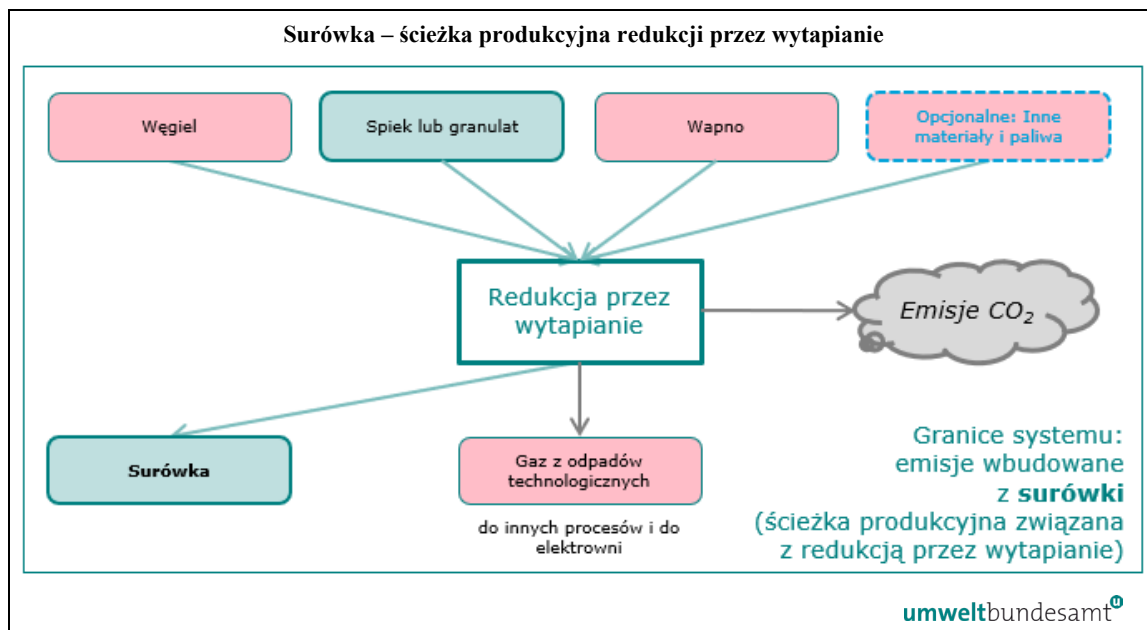 Surówka – ścieżka produkcyjna redukcji przez wytapianie
Węgiel
Spiek lub granulat
Wapno
Opcjonalne: Inne
materiały i paliwa
Redukcja przez
wytapianie
Emisje CO₂
Surówka
Gaz z odpadów
technologicznych
do innych procesów i do
elektrowni
Granice systemu:
emisje wbudowane
z surówki
(ścieżka produkcyjna związana
z redukcją przez wytapianie)
umweltbundesamt u